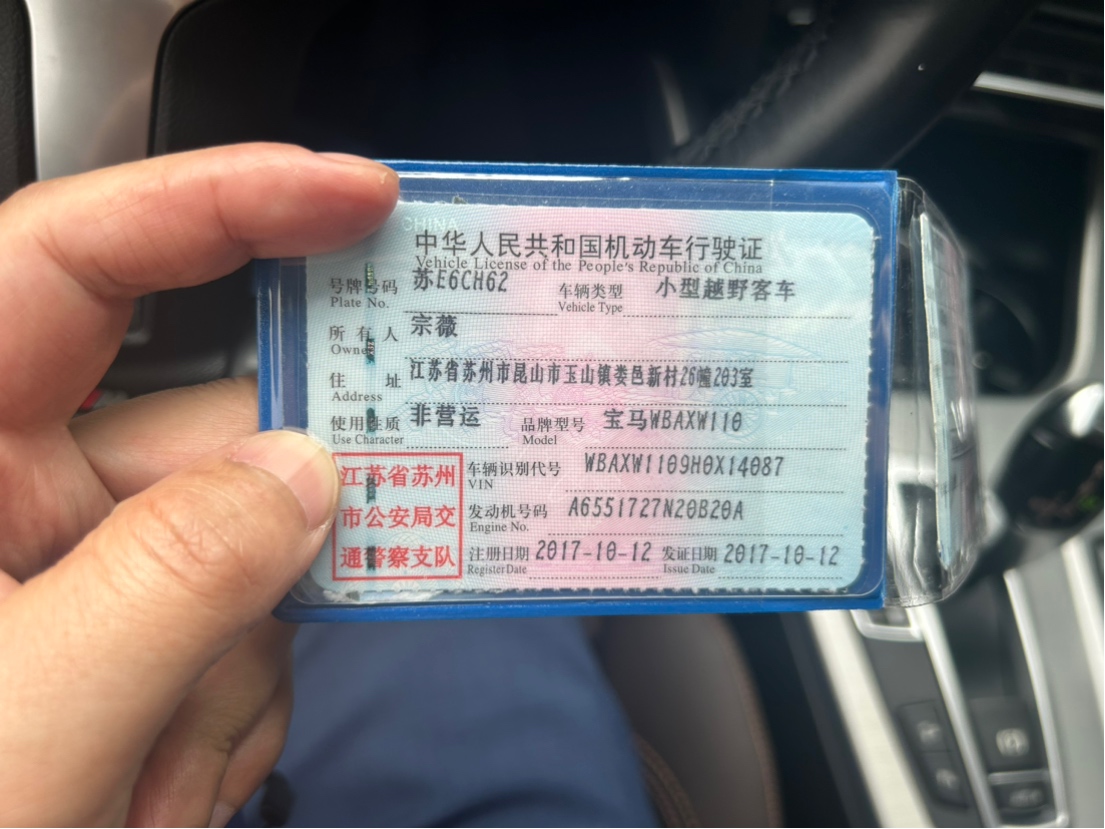 CHINA
中华人民共和国机动车行驶证
Vehicle License of the People's Republic of China
号牌号码 苏E6CH62 车辆类型 小型越野客车
Plate No. Vehicle Type
所有人 宗薇
Owner
住址 江苏省苏州市昆山市玉山镇娄邑新村26幢203室
Address
使用性质 非营运 品牌型号 宝马WBAXW110
Use Character Model
江苏省苏州
市公安局交
通警察支队
车辆识别代号 WBAXW1109H0X14087
VIN
发动机号码 A6551727N20B20A
Engine No.
注册日期 2017-10-12 发证日期 2017-10-12
Register Date Issue Date